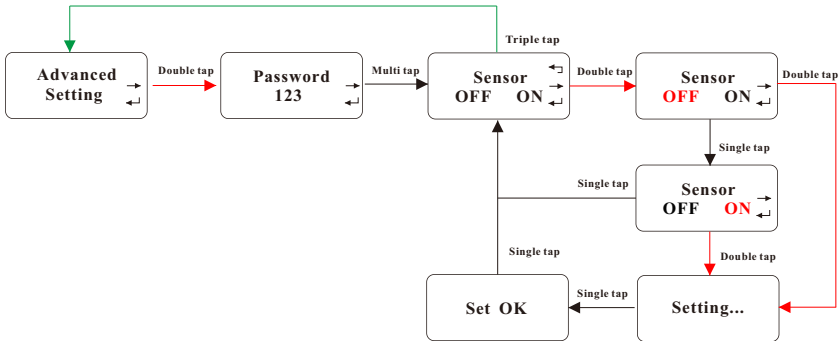 Triple tap
Advanced
Setting
Double tap
Password
123
Multi tap
Sensor
OFF ON
Double tap
Sensor
OFF ON
Double tap
Single tap
Single tap
Sensor
OFF ON
Single tap
Double tap
Set OK
Single tap
Setting...